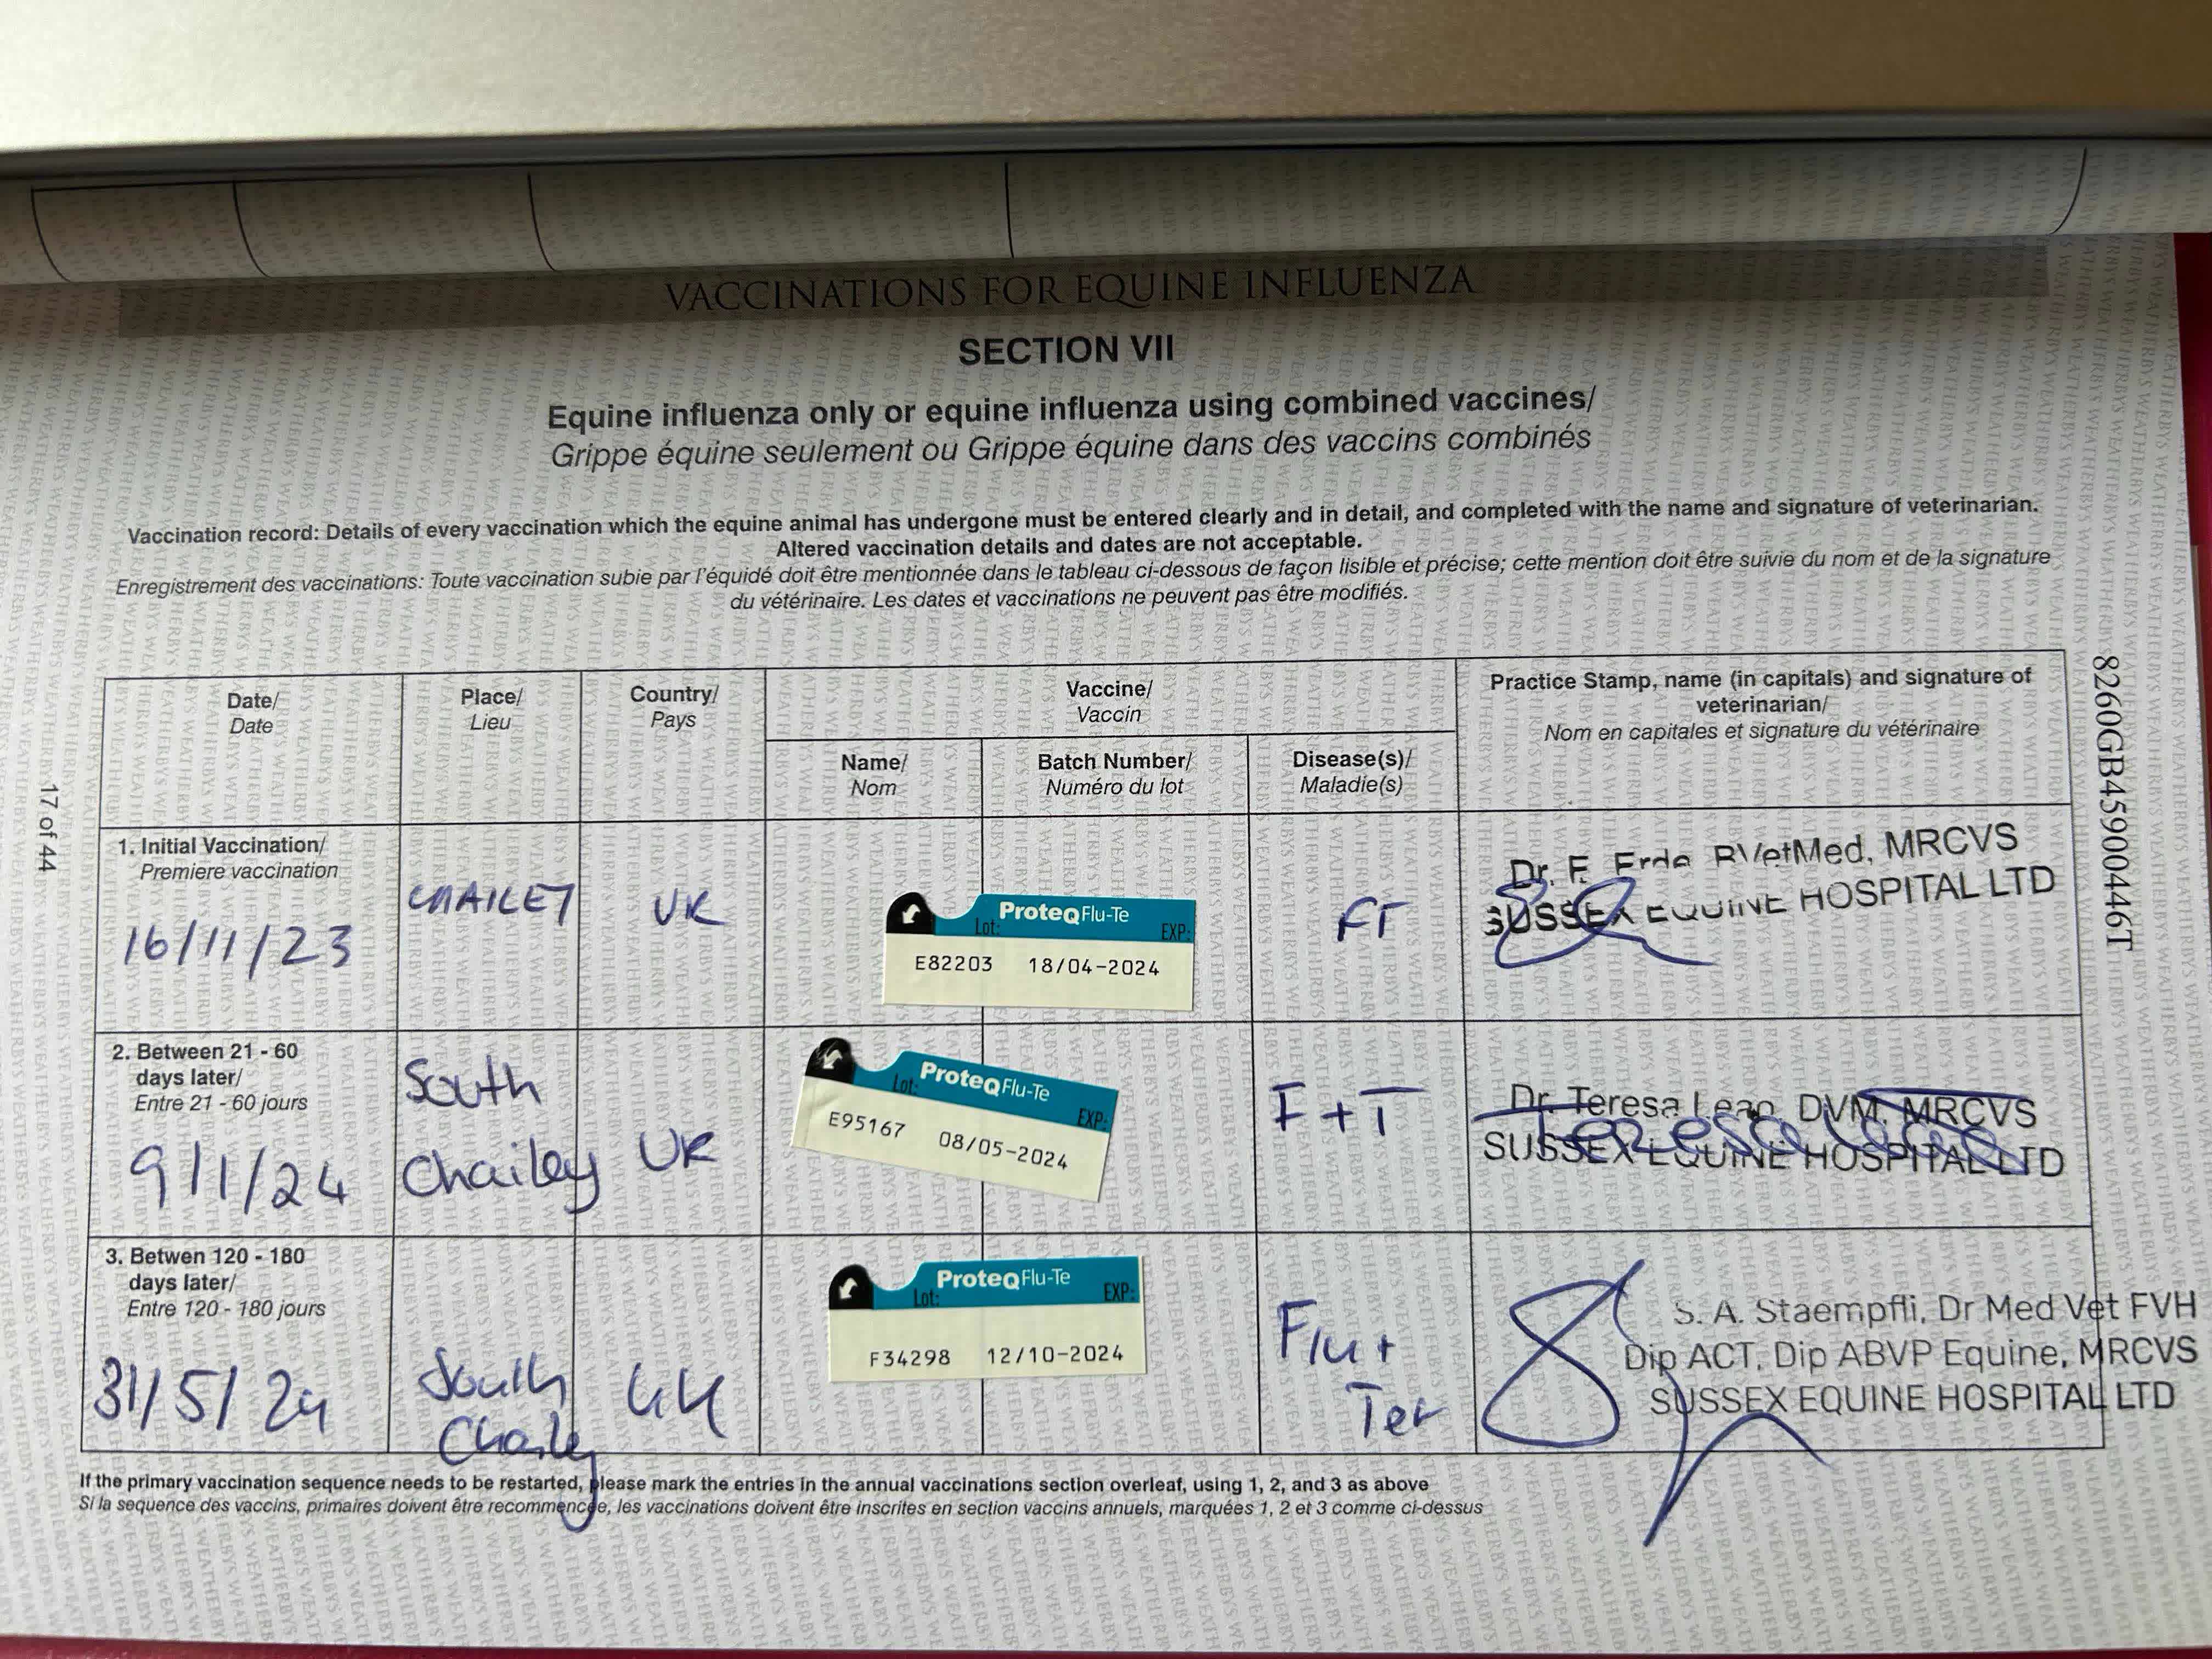 VACCINATIONS FOR EQUINE INFLUENZA
SECTION VII
Equine influenza only or equine influenza using combined vaccines/
Grippe équine seulement ou Grippe équine dans des vaccins combinés
Vaccination record: Details of every vaccination which the equine animal has undergone must be entered clearly and in detail, and completed with the name and signature of veterinarian.
Altered vaccination details and dates are not acceptable.
Enregistrement des vaccinations: Toute vaccination subie par l'équidé doit être mentionnée dans le tableau ci-dessous de façon lisible et précise; cette mention doit être suivie du nom et de la signature
du vétérinaire. Les dates et vaccinations ne peuvent pas être modifiés.
Date/
Date
Place/
Lieu
Country/
Pays
Vaccine/
Vaccin
Name/
Nom
Batch Number/
Numéro du lot
Disease(s)/
Maladie(s)
Practice Stamp, name (in capitals) and signature of
veterinarian/
Nom en capitales et signature du vétérinaire
1. Initial Vaccination/
Premiere vaccination
16/11/23
CHAILEY
UK
ProteqFlu-Te
Lot: EXP:
E82203 18/04-2024
FT
Dr. F. BVetMed, MRCVS
SUSSEX EQUINE HOSPITAL LTD
2. Between 21 - 60
days later/
Entre 21 - 60 jours
9/1/24
South
Chailey
UK
ProteqFlu-Te
Lot: EXP:
E95167 08/05-2024
F+T
Dr. Teresa Leao, DVM, MRCVS
SUSSEX EQUINE HOSPITAL LTD
3. Betwen 120 - 180
days later/
Entre 120 - 180 jours
31/5/24
South
Chailey
UK
ProteqFlu-Te
Lot: EXP:
F34298 12/10-2024
Flu+
Tet
S. A. Staempfli, Dr Med Vet FVH
Dip ACT, Dip ABVP Equine, MRCVS
SUSSEX EQUINE HOSPITAL LTD
If the primary vaccination sequence needs to be restarted, please mark the entries in the annual vaccinations section overleaf, using 1, 2, and 3 as above
Si la sequence des vaccins, primaires doivent être recommencée, les vaccinations doivent être inscrites en section vaccins annuels, marquées 1, 2 et 3 comme ci-dessus
17 of 44
8260GB45900446T
WEATHERBYS